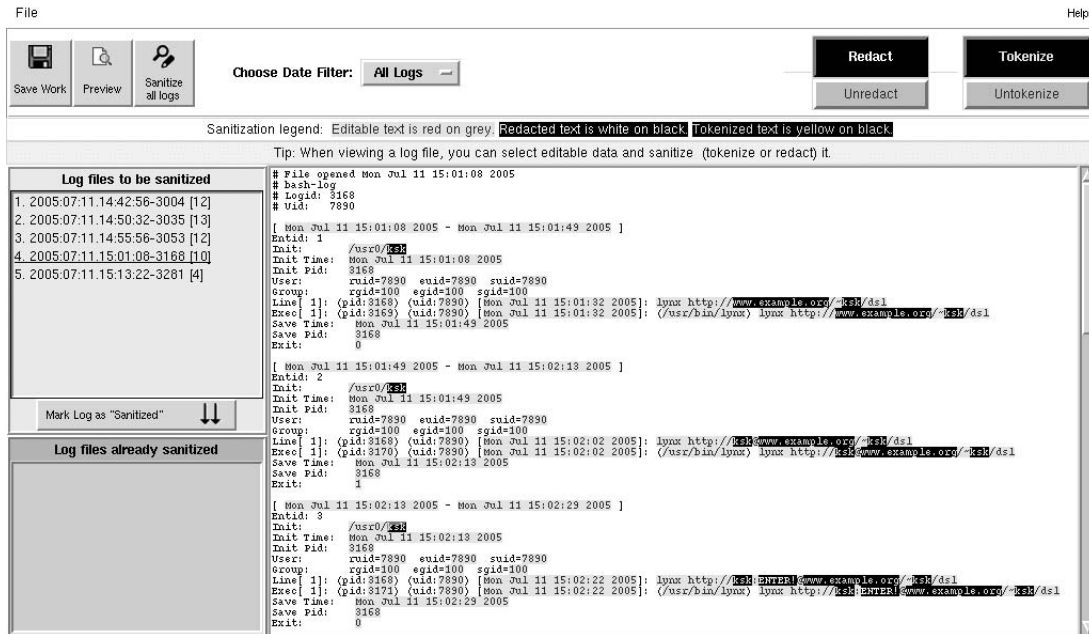 File Help
Save Work Preview Sanitize all logs Choose Date Filter: All Logs Redact Tokenize
Unredact Untokenize
Sanitization legend: Editable text is red on grey. Redacted text is white on black. Tokenized text is yellow on black.
Tip: When viewing a log file, you can select editable data and sanitize (tokenize or redact) it.
Log files to be sanitized
1. 2005:07:11.14:42:56-3004 [12]
2. 2005:07:11.14:50:32-3035 [13]
3. 2005:07:11.14:55:56-3053 [12]
4. 2005:07:11.15:01:08-3168 [10]
5. 2005:07:11.15:13:22-3281 [4]
Mark Log as "Sanitized"
Log files already sanitized
# File opened Mon Jul 11 15:01:08 2005
# bash-log
# Logid: 3168
# Uid: 7890
[ Mon Jul 11 15:01:08 2005 - Mon Jul 11 15:01:49 2005 ]
Entid: 1
Init: /usr0/ksk
Init Time: Mon Jul 11 15:01:08 2005
Init Pid: 3168
User: ruid=7890 euid=7890 suid=7890
Group: rgid=100 egid=100 sgid=100
Line[ 1]: (pid:3168) (uid:7890) [Mon Jul 11 15:01:32 2005]: lynx http://www.example.org/~ksk/dsl
Exec[ 1]: (pid:3169) (uid:7890) [Mon Jul 11 15:01:32 2005]: (/usr/bin/lynx) lynx http://www.example.org/~ksk/dsl
Save Time: Mon Jul 11 15:01:49 2005
Save Pid: 3168
Exit: 0
[ Mon Jul 11 15:01:49 2005 - Mon Jul 11 15:02:13 2005 ]
Entid: 2
Init: /usr0/ksk
Init Time: Mon Jul 11 15:01:49 2005
Init Pid: 3168
User: ruid=7890 euid=7890 suid=7890
Group: rgid=100 egid=100 sgid=100
Line[ 1]: (pid:3168) (uid:7890) [Mon Jul 11 15:02:02 2005]: lynx http://ksk@www.example.org/~ksk/dsl
Exec[ 1]: (pid:3170) (uid:7890) [Mon Jul 11 15:02:02 2005]: (/usr/bin/lynx) lynx http://ksk@www.example.org/~ksk/dsl
Save Time: Mon Jul 11 15:02:13 2005
Save Pid: 3168
Exit: 1
[ Mon Jul 11 15:02:13 2005 - Mon Jul 11 15:02:29 2005 ]
Entid: 3
Init: /usr0/ksk
Init Time: Mon Jul 11 15:02:13 2005
Init Pid: 3168
User: ruid=7890 euid=7890 suid=7890
Group: rgid=100 egid=100 sgid=100
Line[ 1]: (pid:3168) (uid:7890) [Mon Jul 11 15:02:22 2005]: lynx http://ksk:ENTER!@www.example.org/~ksk/dsl
Exec[ 1]: (pid:3171) (uid:7890) [Mon Jul 11 15:02:22 2005]: (/usr/bin/lynx) lynx http://ksk:ENTER!@www.example.org/~ksk/dsl
Save Time: Mon Jul 11 15:02:29 2005
Save Pid: 3168
Exit: 0